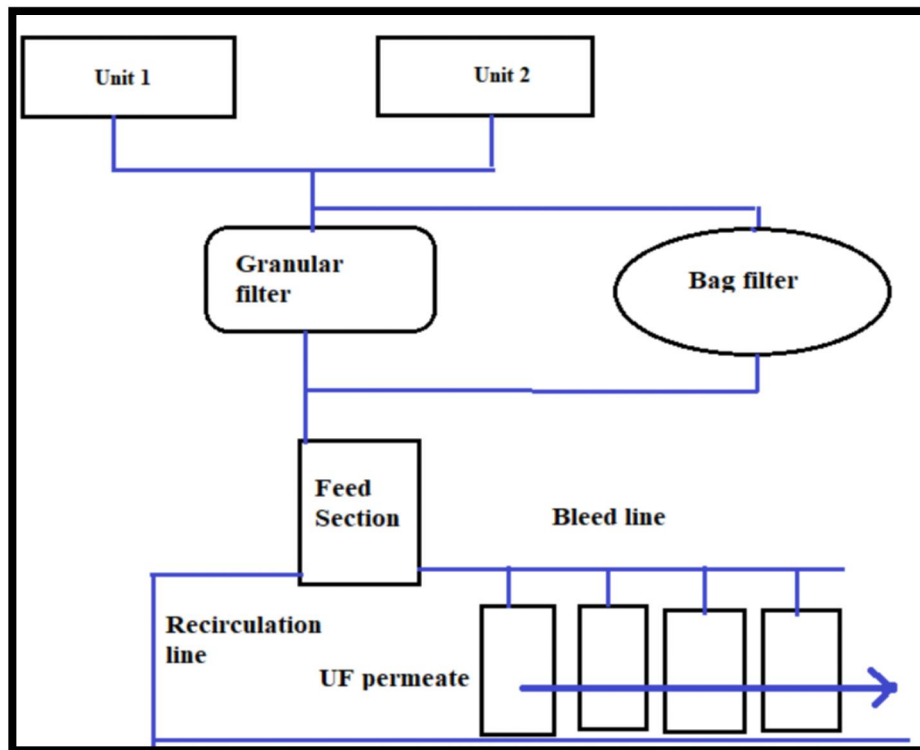 Unit 1
Unit 2
Granular
filter
Bag filter
Feed
Section
Bleed line
Recirculation
line
UF permeate